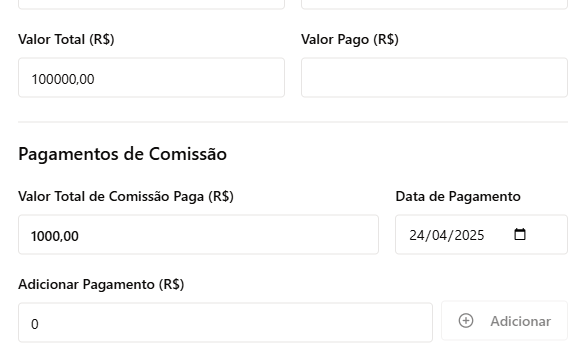 Valor Total (R$) Valor Pago (R$)
100000,00
Pagamentos de Comissão
Valor Total de Comissão Paga (R$) Data de Pagamento
1000,00 24/04/2025
Adicionar Pagamento (R$)
0 Adicionar